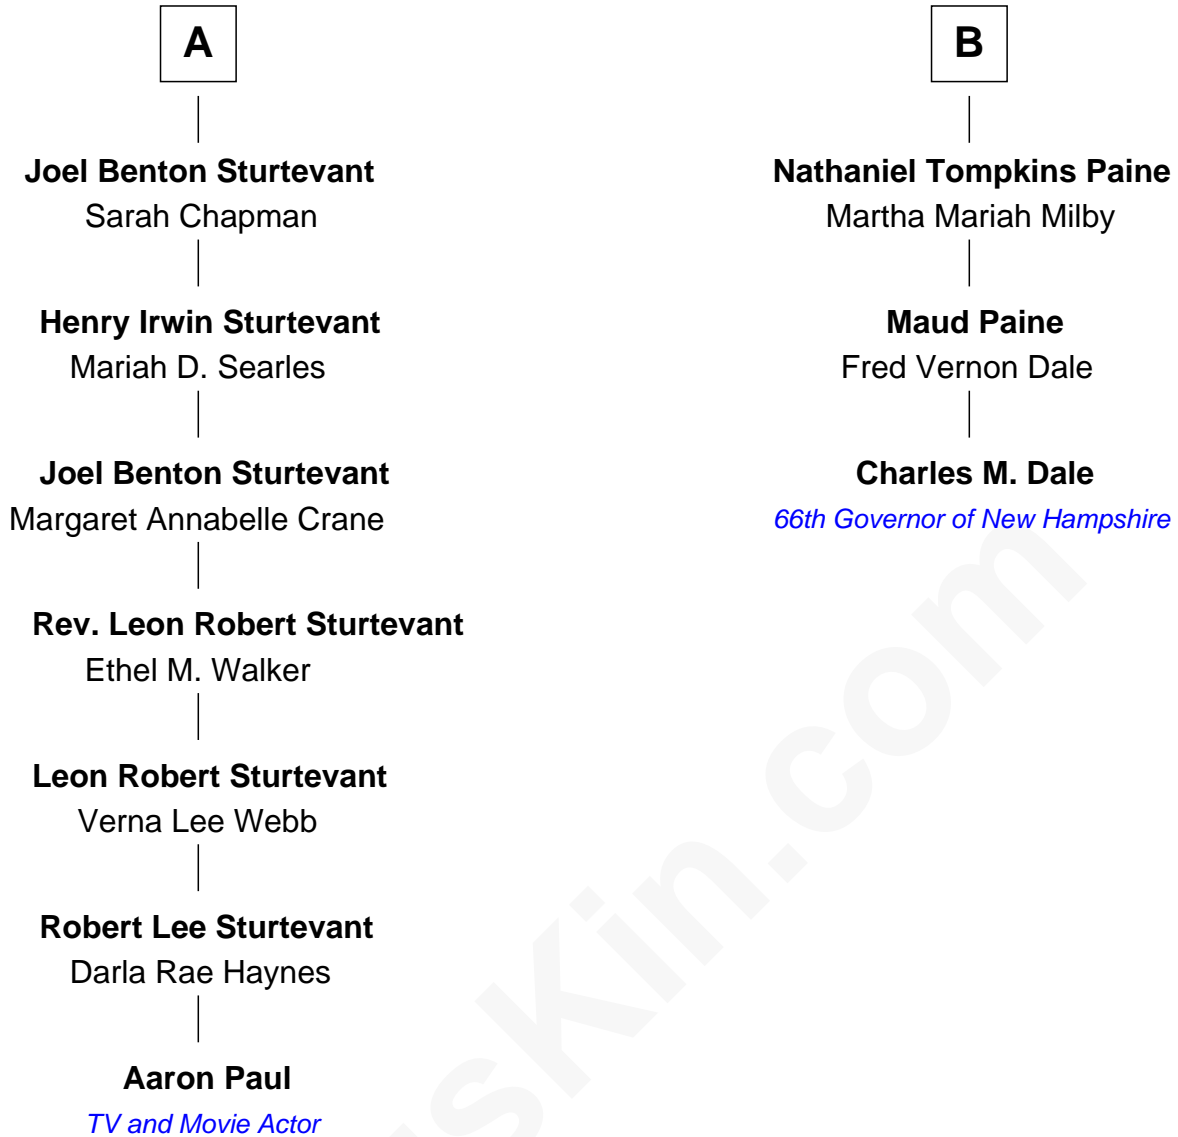 A
Joel Benton Sturtevant
Sarah Chapman
Henry Irwin Sturtevant
Mariah D. Searles
Joel Benton Sturtevant
Margaret Annabelle Crane
Rev. Leon Robert Sturtevant
Ethel M. Walker
Leon Robert Sturtevant
Verna Lee Webb
Robert Lee Sturtevant
Darla Rae Haynes
Aaron Paul
TV and Movie Actor
B
Nathaniel Tompkins Paine
Martha Mariah Milby
Maud Paine
Fred Vernon Dale
Charles M. Dale
66th Governor of New Hampshire
sKin.com